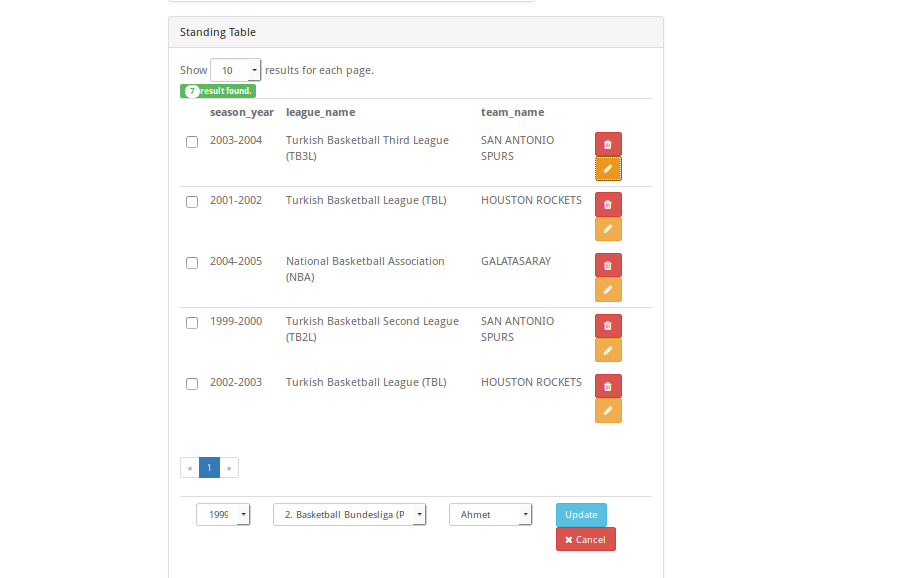 Standing Table
Show 10 results for each page.
7 result found.
season_year league_name team_name
2003-2004 Turkish Basketball Third League SAN ANTONIO
(TB3L) SPURS
2001-2002 Turkish Basketball League (TBL) HOUSTON ROCKETS
2004-2005 National Basketball Association GALATASARAY
(NBA)
1999-2000 Turkish Basketball Second League SAN ANTONIO
(TB2L) SPURS
2002-2003 Turkish Basketball League (TBL) HOUSTON ROCKETS
« 1 »
1999 2. Basketball Bundesliga (P Ahmet Update
Cancel